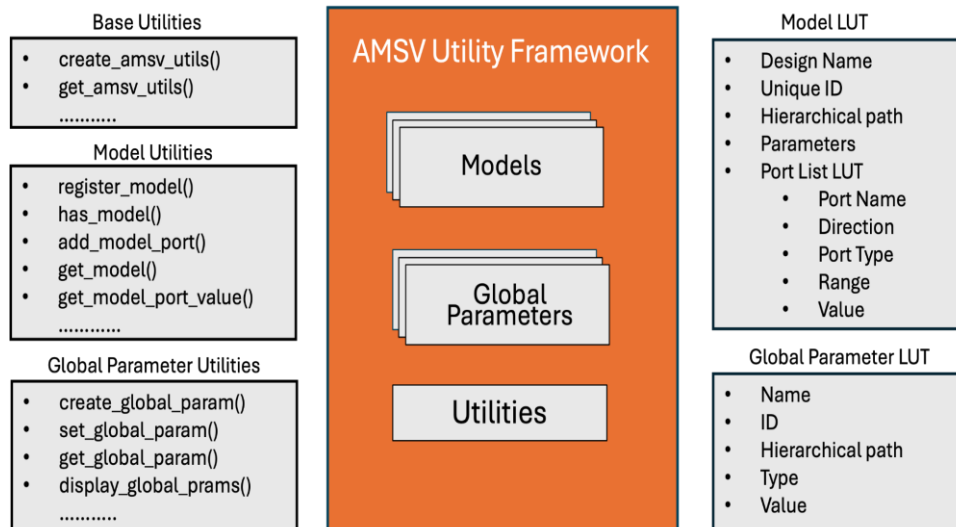 Base Utilities
• create_amsv_utils()
• get_amsv_utils()
...........
Model Utilities
• register_model()
• has_model()
• add_model_port()
• get_model()
• get_model_port_value()
............
Global Parameter Utilities
• create_global_param()
• set_global_param()
• get_global_param()
• display_global_prams()
...........
AMSV Utility Framework
Models
Global
Parameters
Utilities
Model LUT
• Design Name
• Unique ID
• Hierarchical path
• Parameters
• Port List LUT
• Port Name
• Direction
• Port Type
• Range
• Value
Global Parameter LUT
• Name
• ID
• Hierarchical path
• Type
• Value